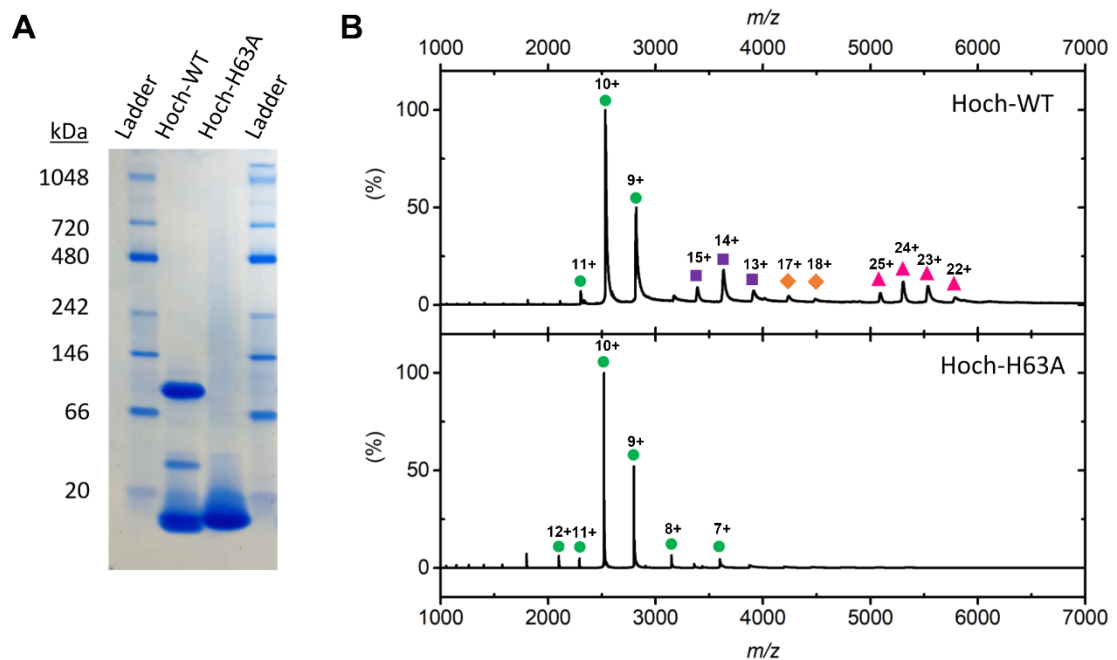 A
Ladder
Hoch-WT
Hoch-H63A
Ladder
kDa
1048
720
480
242
146
66
20
B
m/z
1000 2000 3000 4000 5000 6000 7000
Hoch-WT
(%)
100
50
0
11+
10+
9+
15+
14+
13+
17+
18+
25+
24+
23+
22+
Hoch-H63A
(%)
100
50
0
12+
11+
10+
9+
8+
7+
1000 2000 3000 4000 5000 6000 7000
m/z